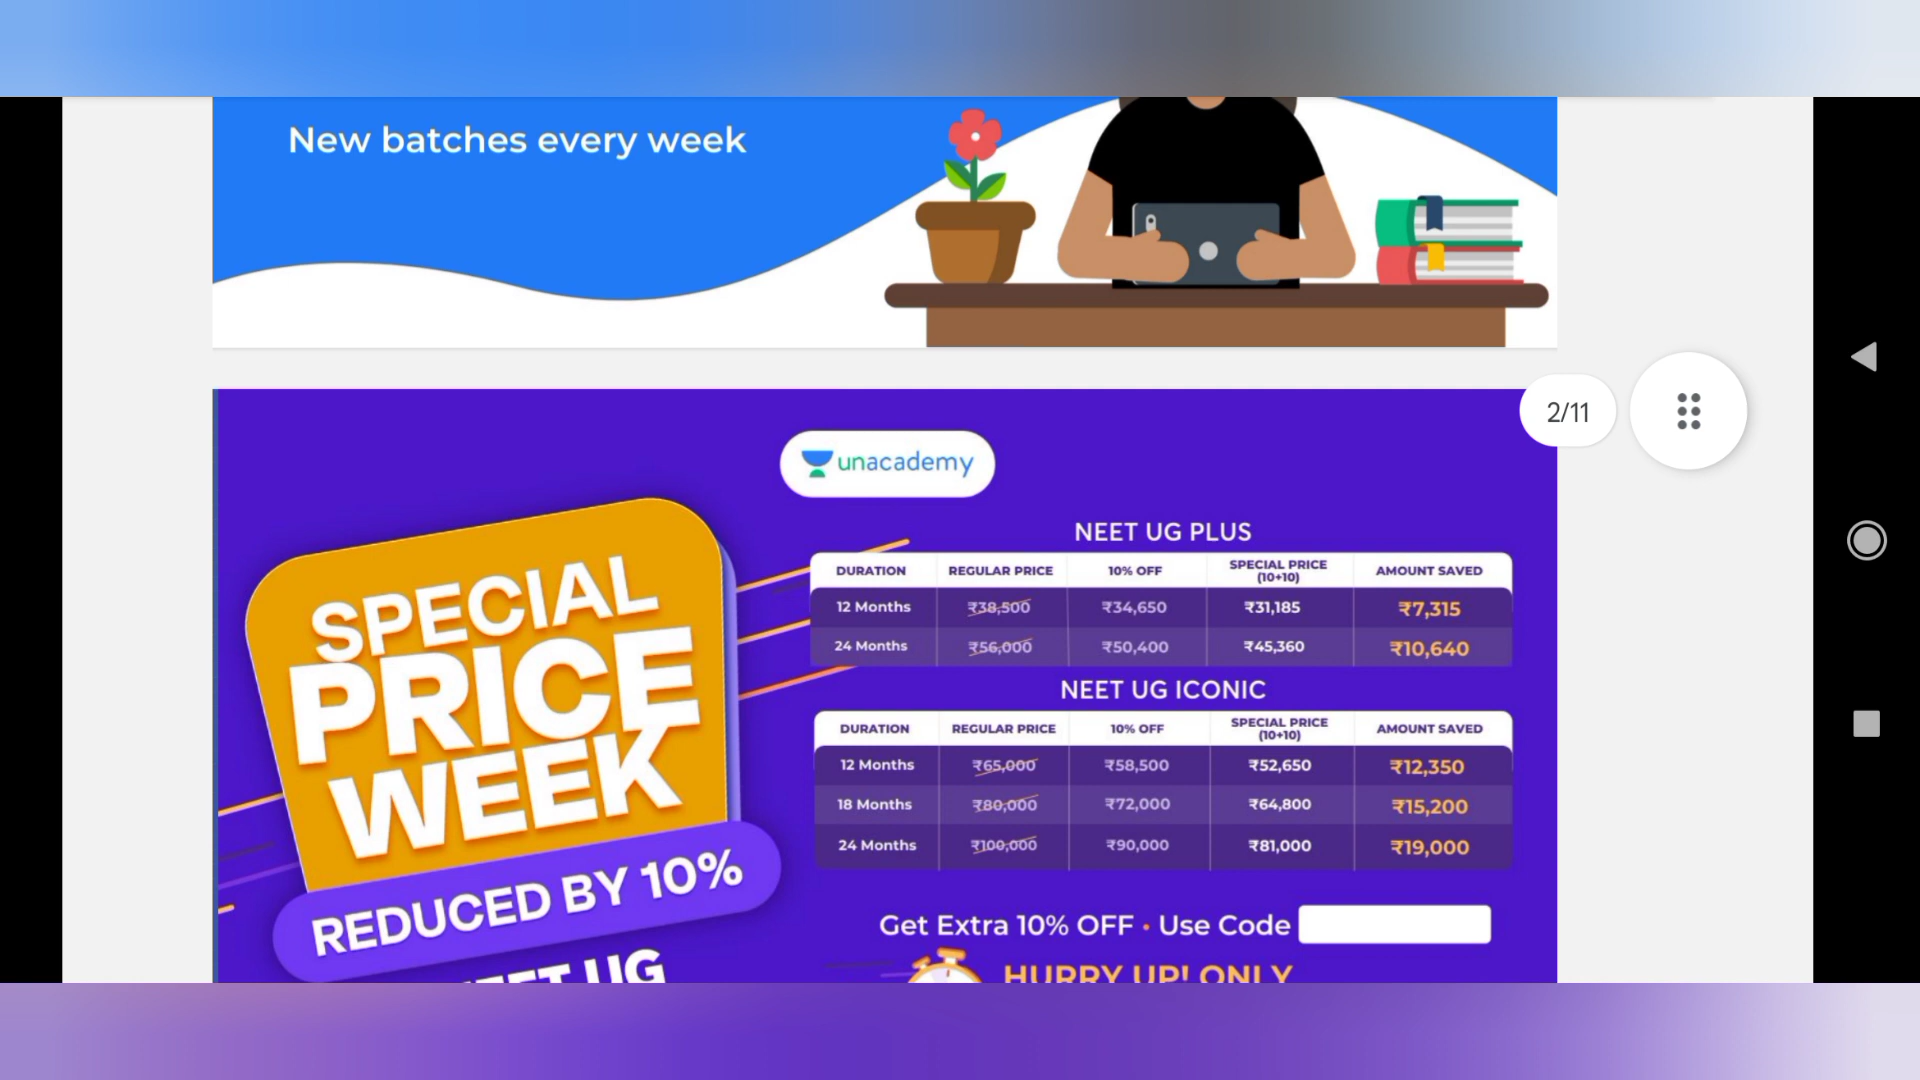 New batches every week
2/11
unacademy
SPECIAL
PRICE
WEEK
REDUCED BY 10%
NEET UG PLUS
DURATION REGULAR PRICE 10% OFF SPECIAL PRICE (10+10) AMOUNT SAVED
12 Months ₹38,500 ₹34,650 ₹31,185 ₹7,315
24 Months ₹56,000 ₹50,400 ₹45,360 ₹10,640
NEET UG ICONIC
DURATION REGULAR PRICE 10% OFF SPECIAL PRICE (10+10) AMOUNT SAVED
12 Months ₹65,000 ₹58,500 ₹52,650 ₹12,350
18 Months ₹80,000 ₹72,000 ₹64,800 ₹15,200
24 Months ₹100,000 ₹90,000 ₹81,000 ₹19,000
Get Extra 10% OFF • Use Code
HURRY UP! ONLY
UG